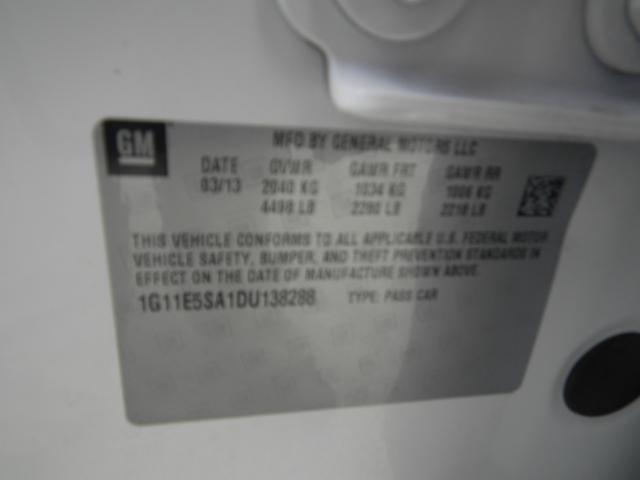 GM
MFD BY GENERAL MOTORS LLC
DATE GVWR GAWR FRT GAWR RR
03/13 2040 KG 1034 KG 1006 KG
4498 LB 2280 LB 2218 LB
THIS VEHICLE CONFORMS TO ALL APPLICABLE U.S. FEDERAL MOTOR
VEHICLE SAFETY, BUMPER, AND THEFT PREVENTION STANDARDS IN
EFFECT ON THE DATE OF MANUFACTURE SHOWN ABOVE.
1G11E5SA1DU138288 TYPE: PASS CAR